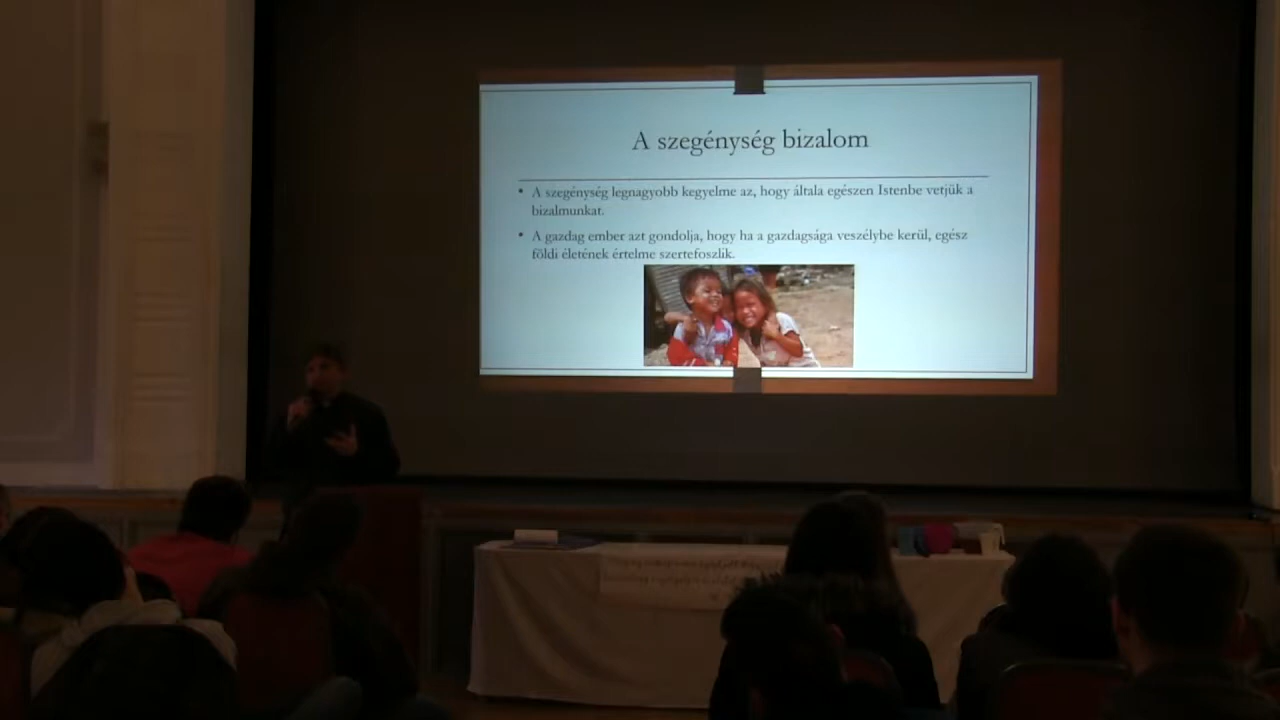 A szegénység bizalom
• A szegénység legnagyobb kegyelme az, hogy általa egészen Istenbe vetjük a
bizalmunkat.
• A gazdag ember azt gondolja, hogy ha a gazdagsága veszélybe kerül, egész
földi életének értelme szertefoszlik.